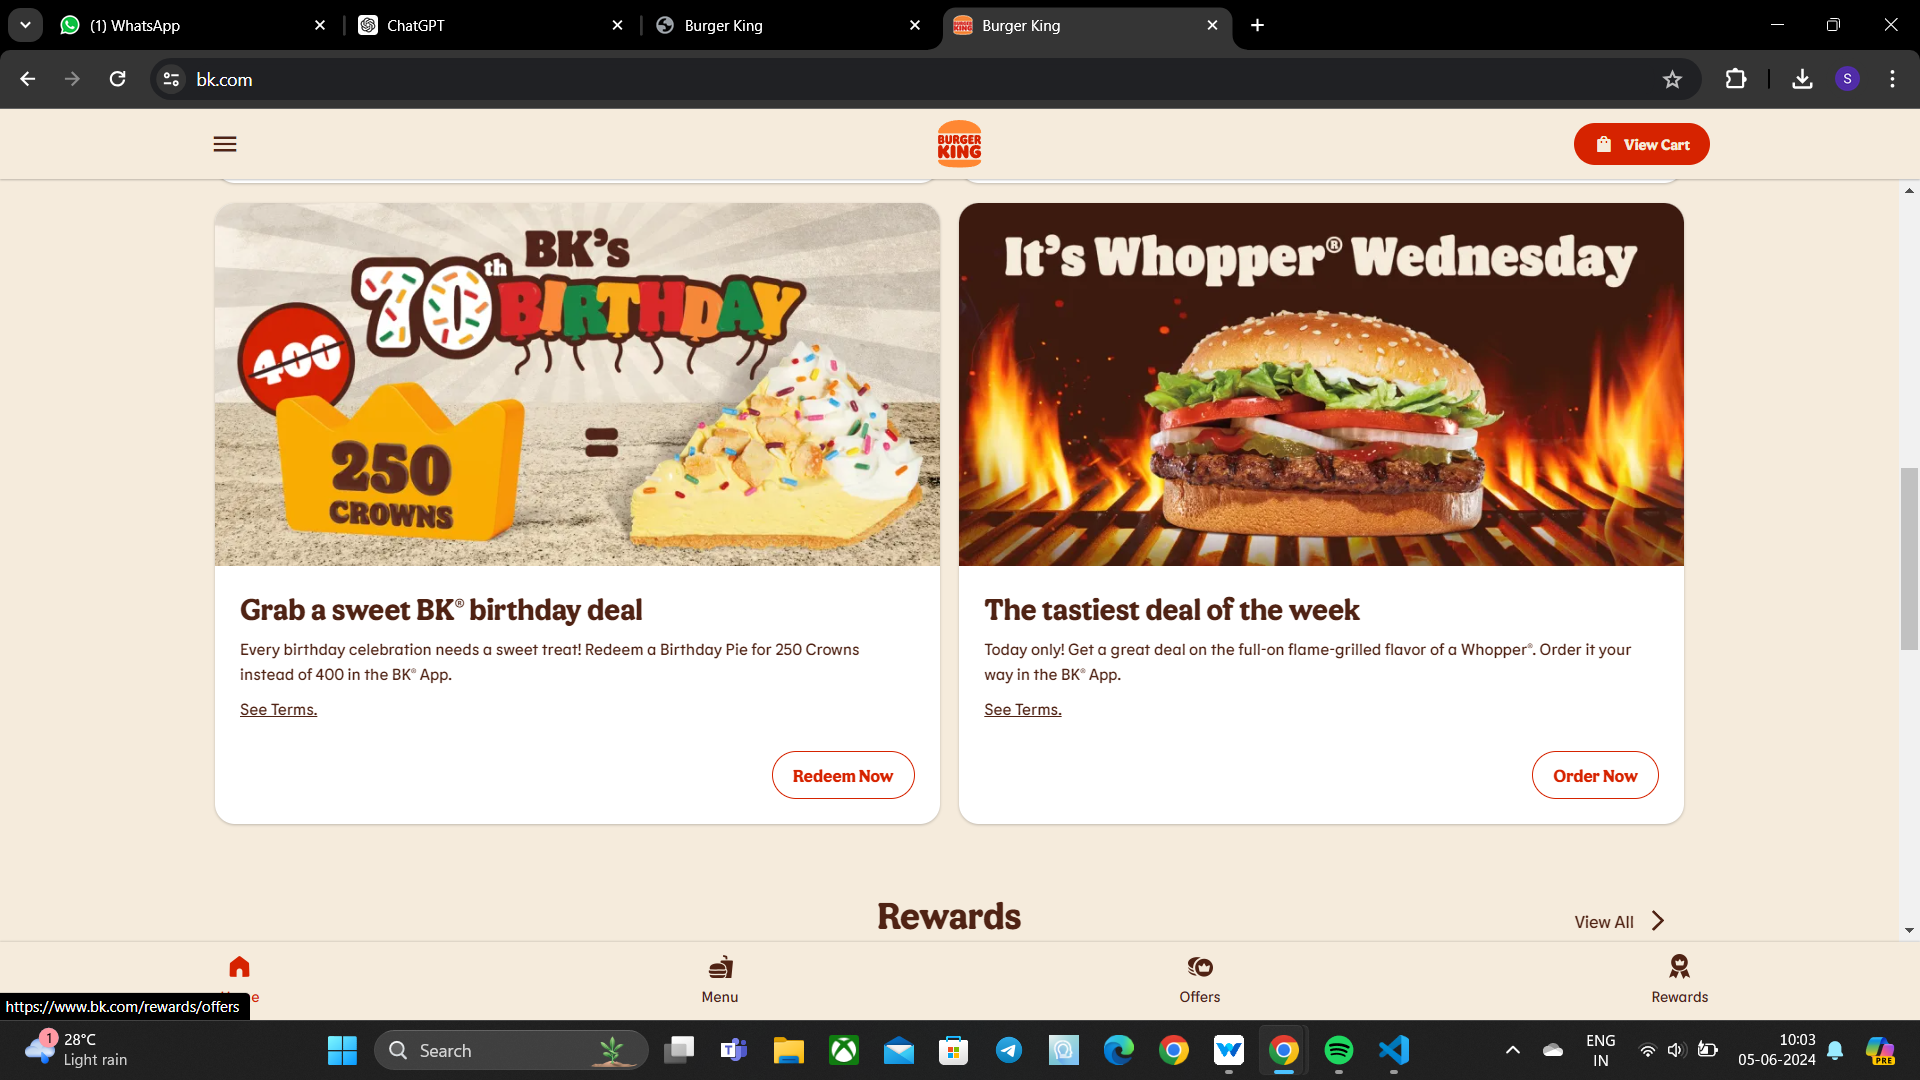 (1) WhatsApp
ChatGPT
Burger King
Burger King
bk.com
BURGER
KING
View Cart
BK's
70th BIRTHDAY
400
250
CROWNS
=
It's Whopper® Wednesday
Grab a sweet BK® birthday deal
Every birthday celebration needs a sweet treat! Redeem a Birthday Pie for 250 Crowns
instead of 400 in the BK® App.
See Terms.
Redeem Now
The tastiest deal of the week
Today only! Get a great deal on the full-on flame-grilled flavor of a Whopper®. Order it your
way in the BK® App.
See Terms.
Order Now
Rewards
View All
Menu
Offers
Rewards
https://www.bk.com/rewards/offers
1
28°C
Light rain
Search
ENG
IN
10:03
05-06-2024
S
PRE